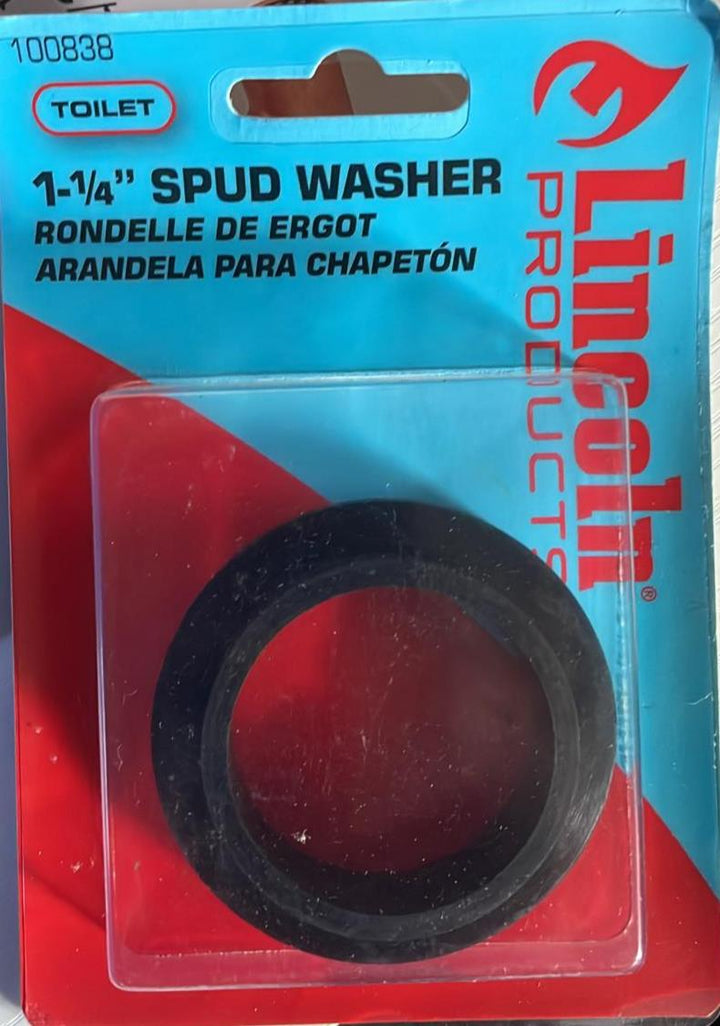 100838
TOILET
1-1/4” SPUD WASHER
RONDELLE DE ERGOT
ARANDELA PARA CHAPETÓN
Lincoln®
PRODUCTS